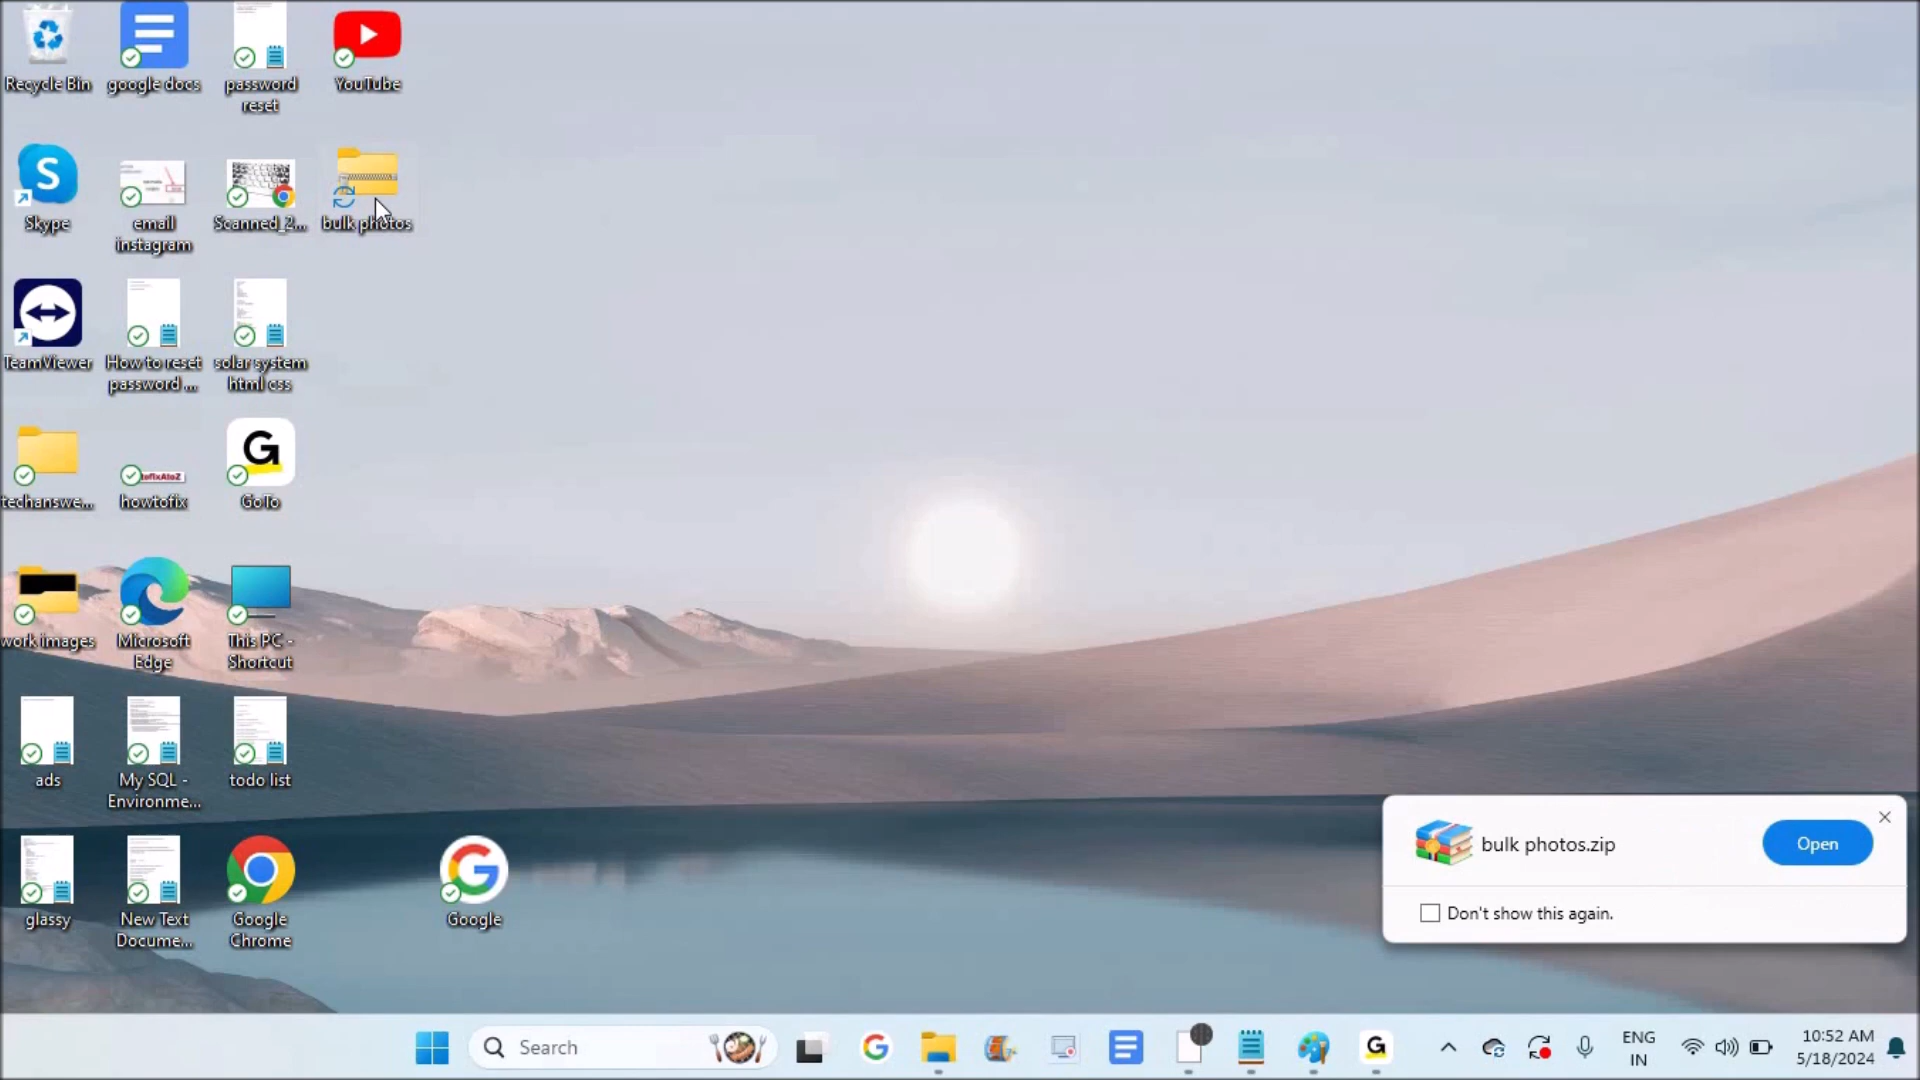 Recycle Bin
google docs
password
reset
YouTube
Skype
email
instagram
Scanned_2...
bulk photos
TeamViewer
How to reset
password ...
solar system
html css
techanswe...
howtofix
G
GoTo
work images
Microsoft
Edge
This PC -
Shortcut
ads
My SQL -
Environme...
todo list
glassy
New Text
Docume...
Google
Chrome
Google
bulk photos.zip
Open
Don't show this again.
Search
ENG
IN
10:52 AM
5/18/2024